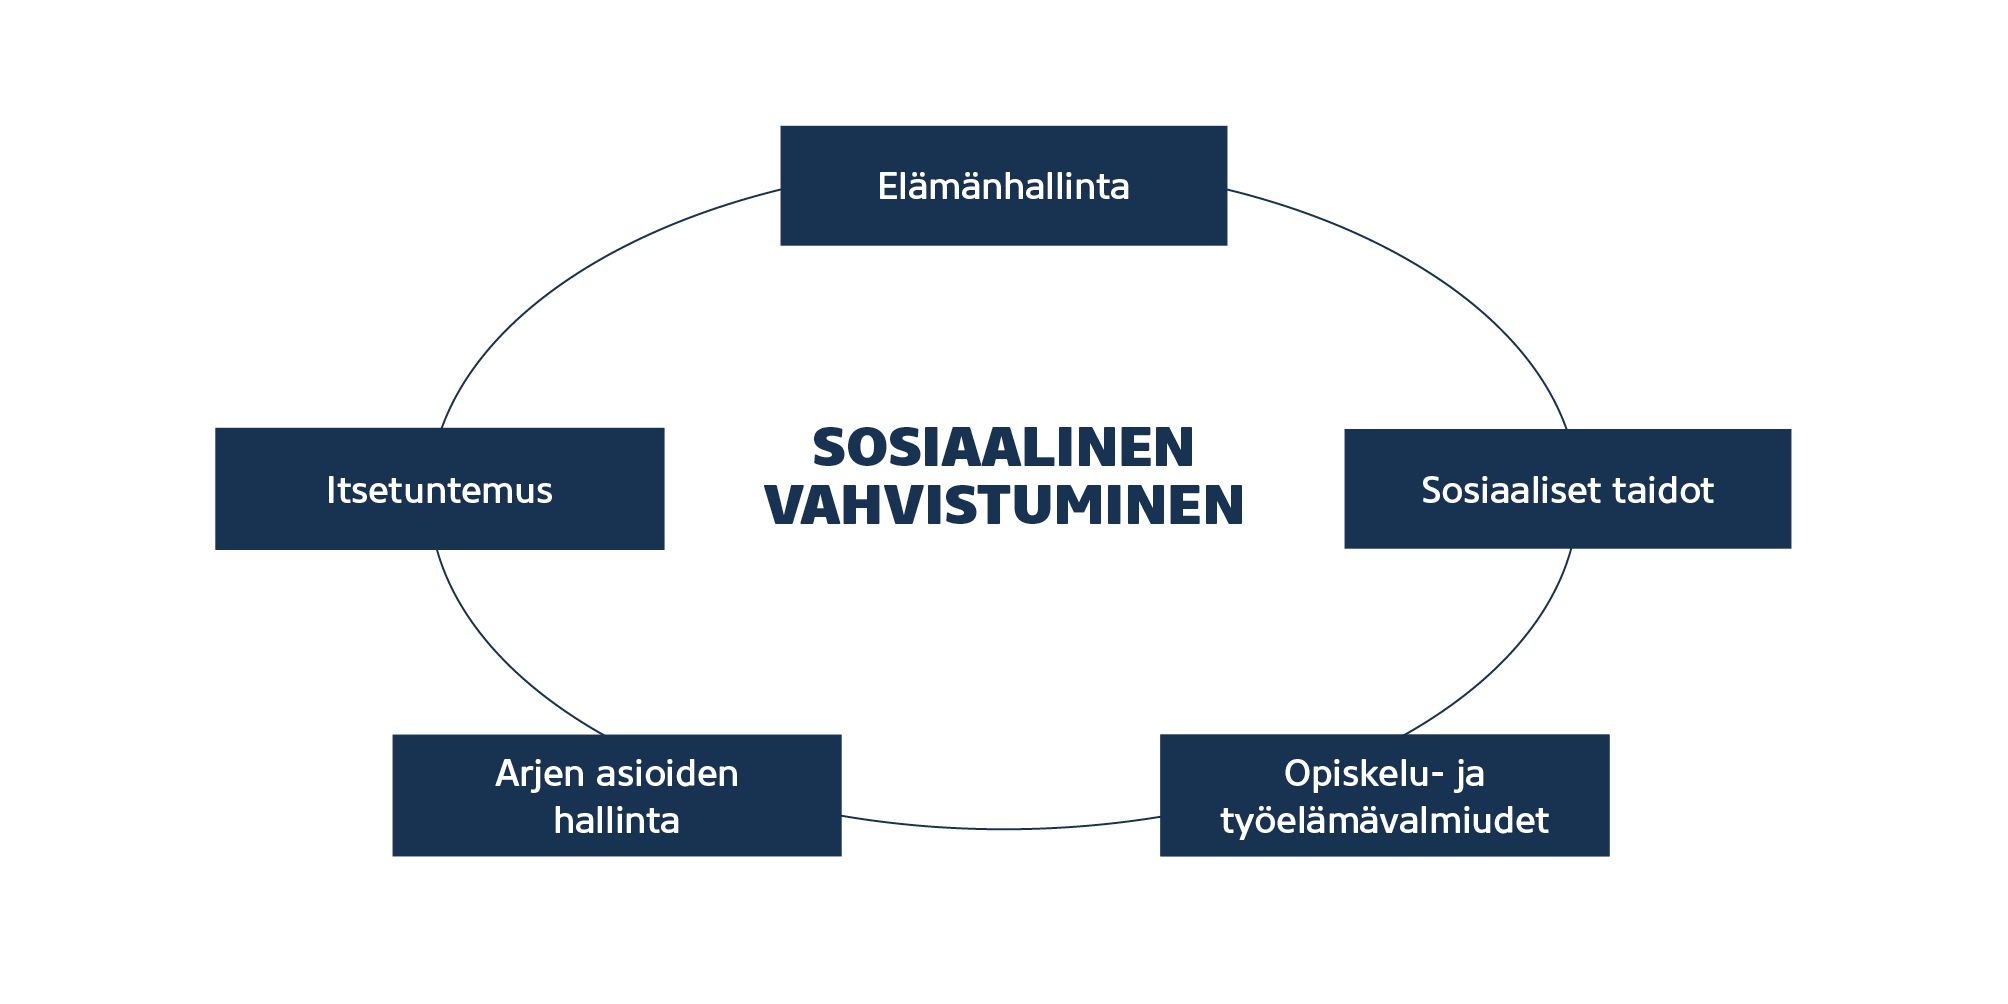 Elämänhallinta
SOSIAALINEN
VAHVISTUMINEN
Itsetuntemus
Sosiaaliset taidot
Arjen asioiden
hallinta
Opiskelu- ja
työelämävalmiudet